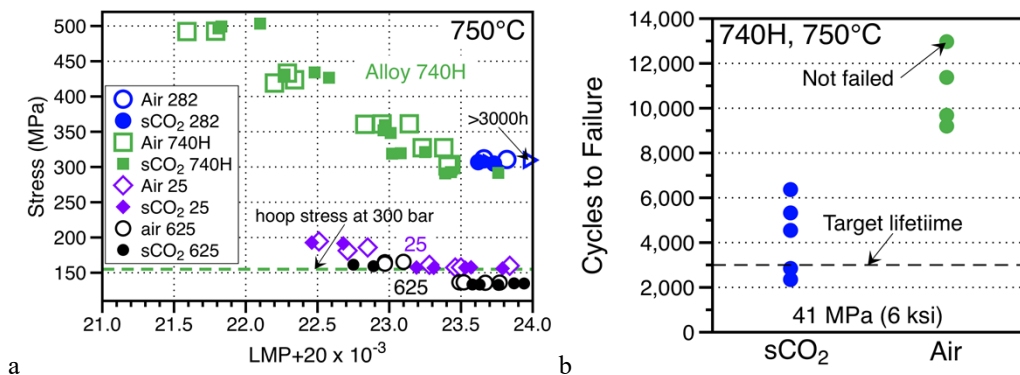 750°C
Alloy 740H
500
450
400
350
300
250
200
150
Stress (MPa)
Air 282
sCO₂ 282
Air 740H
sCO₂ 740H
Air 25
sCO₂ 25
air 625
sCO₂ 625
>3000h
hoop stress at 300 bar
25
625
21.0 21.5 22.0 22.5 23.0 23.5 24.0
LMP+20 x 10⁻³
a
740H, 750°C
14,000
12,000
10,000
8,000
6,000
4,000
2,000
0
Cycles to Failure
Not failed
Target lifetiime
41 MPa (6 ksi)
sCO₂ Air
b